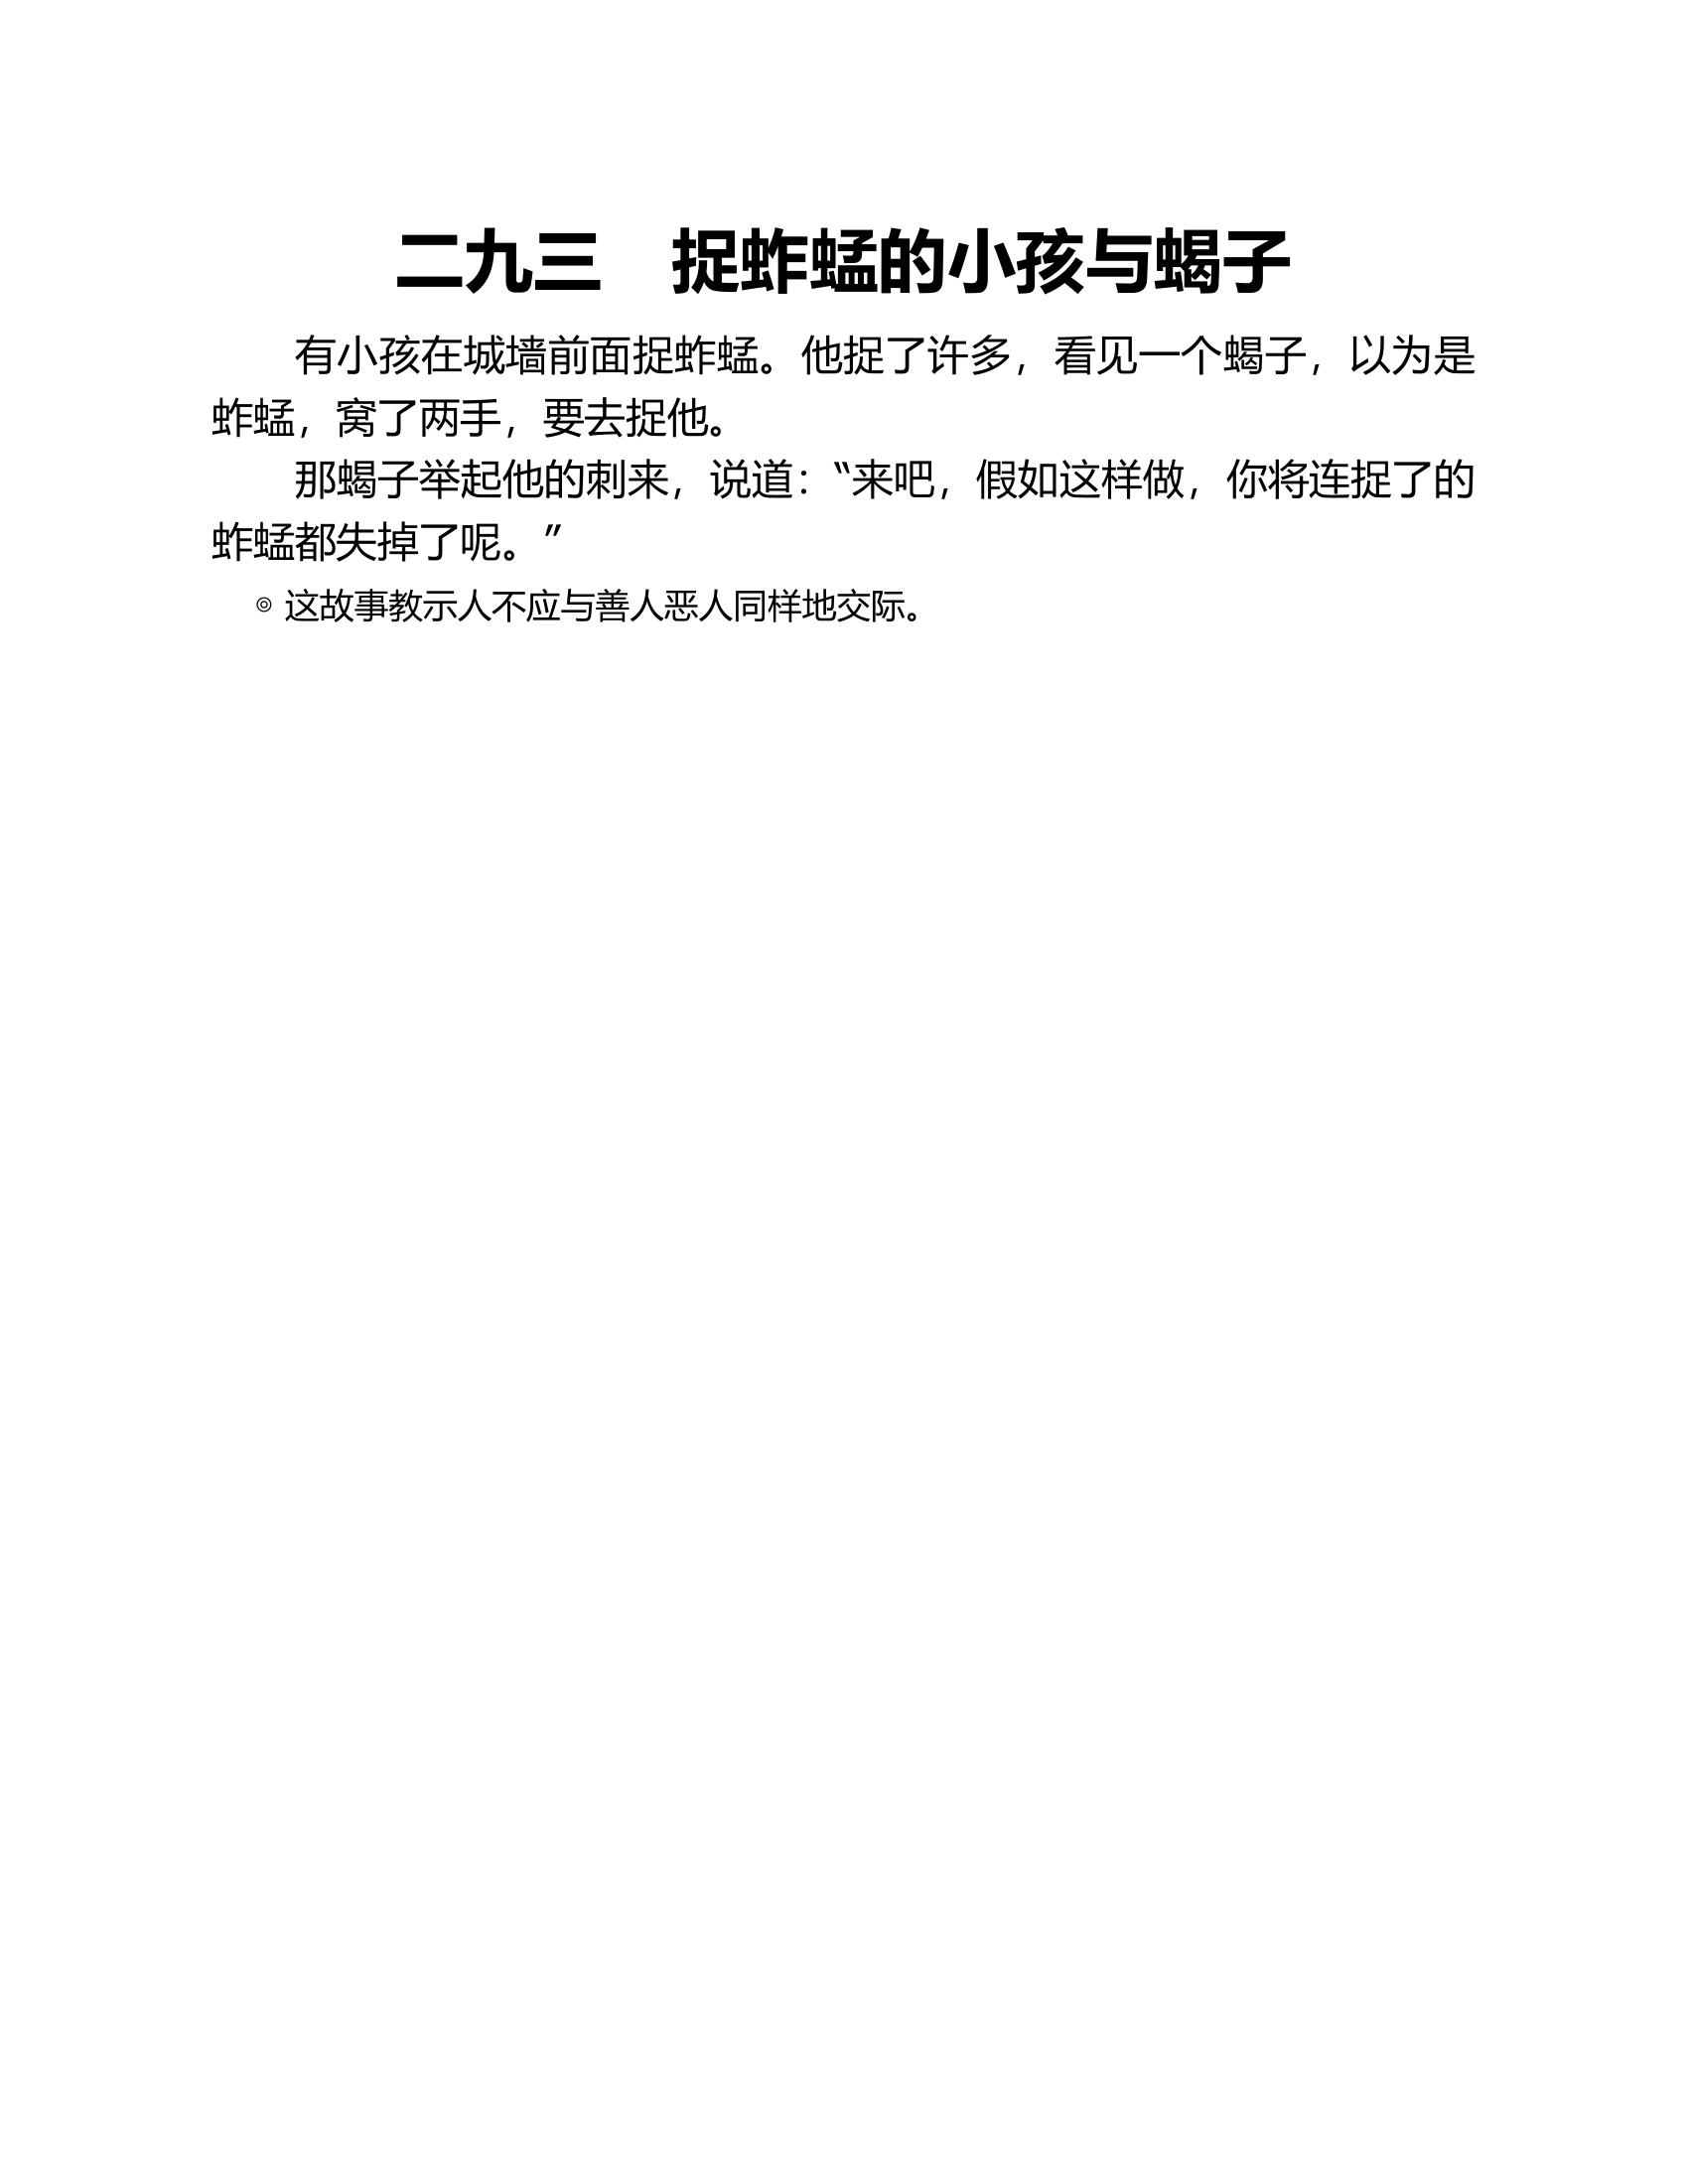 二九三　捉蚱蜢的小孩与蝎子
有小孩在城墙前面捉蚱蜢。他捉了许多，看见一个蝎子，以为是
蚱蜢，窝了两手，要去捉他。
那蝎子举起他的刺来，说道：“来吧，假如这样做，你将连捉了的
蚱蜢都失掉了呢。”
◎ 这故事教示人不应与善人恶人同样地交际。